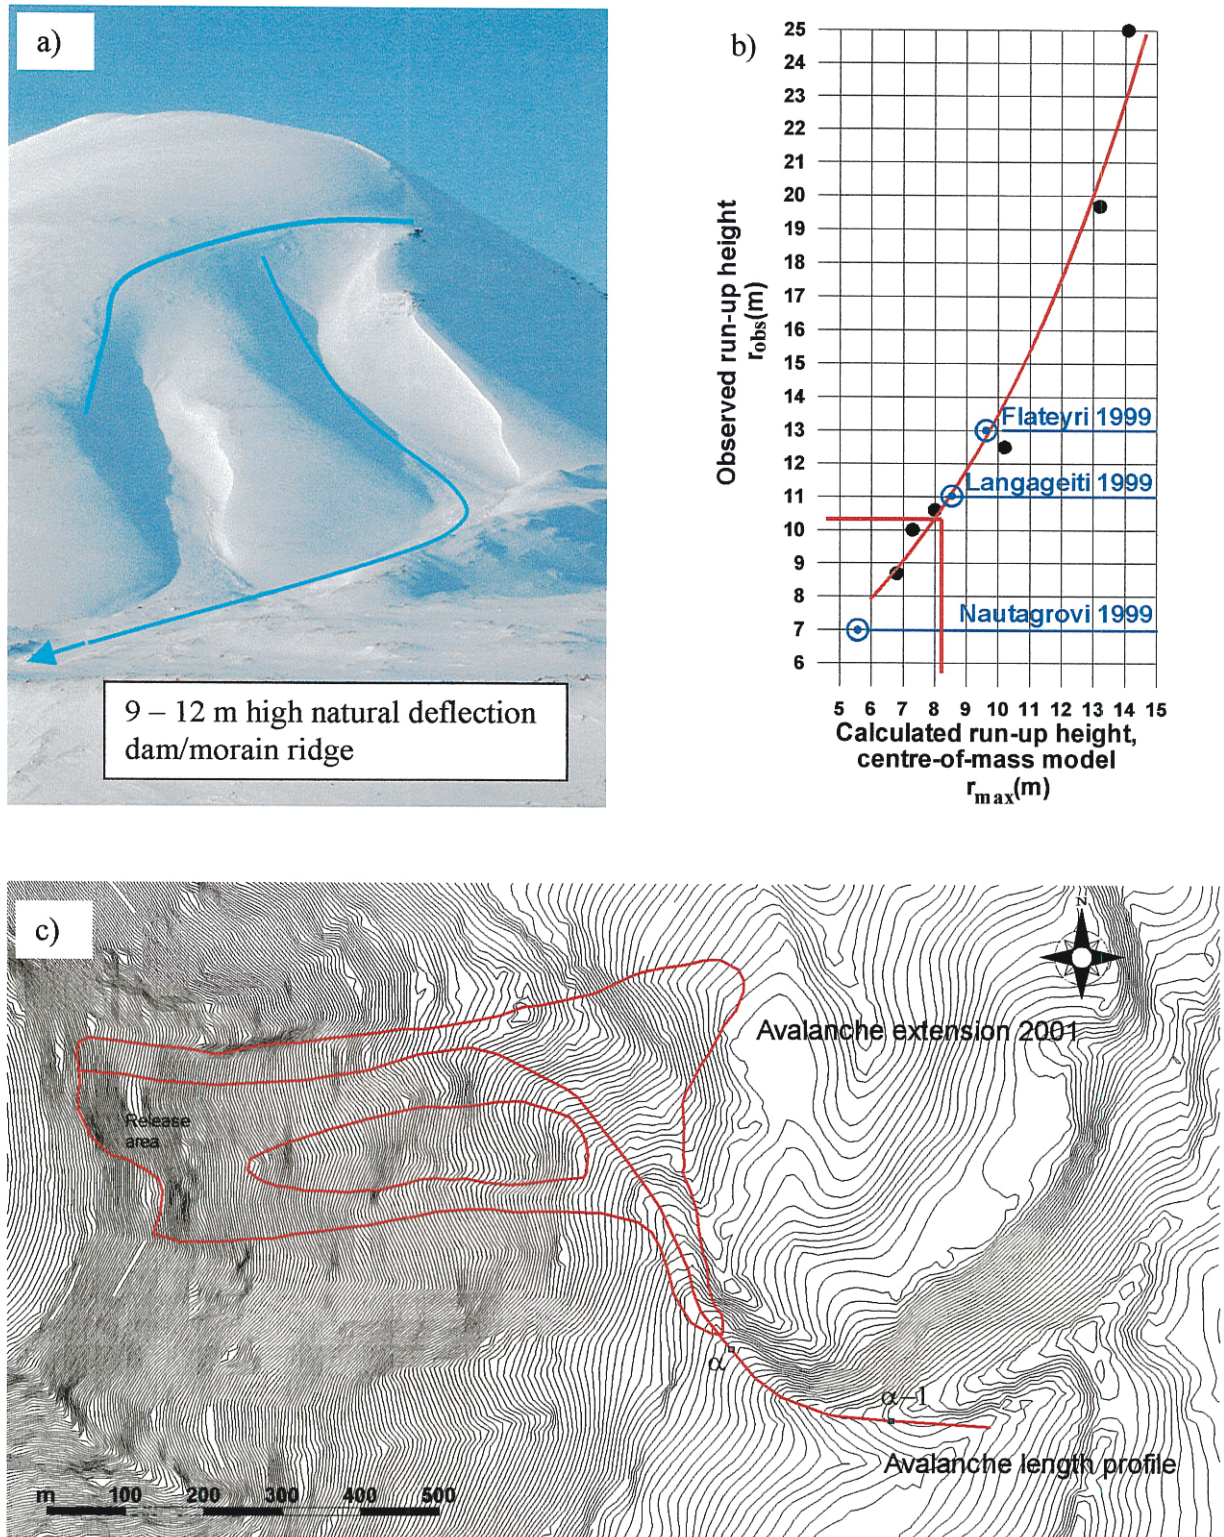 a)
9 – 12 m high natural deflection
dam/morain ridge
b)
25
24
23
22
21
20
19
18
17
16
15
14
13
12
11
10
9
8
7
6
Observed run-up height
robs(m)
Flateyri 1999
Langageiti 1999
Nautagrovi 1999
5 6 7 8 9 10 11 12 13 14 15
Calculated run-up height,
centre-of-mass model
rmax(m)
c)
N
Avalanche extension 2001
Release
area
α
α-1
Avalanche length profile
m 100 200 300 400 500